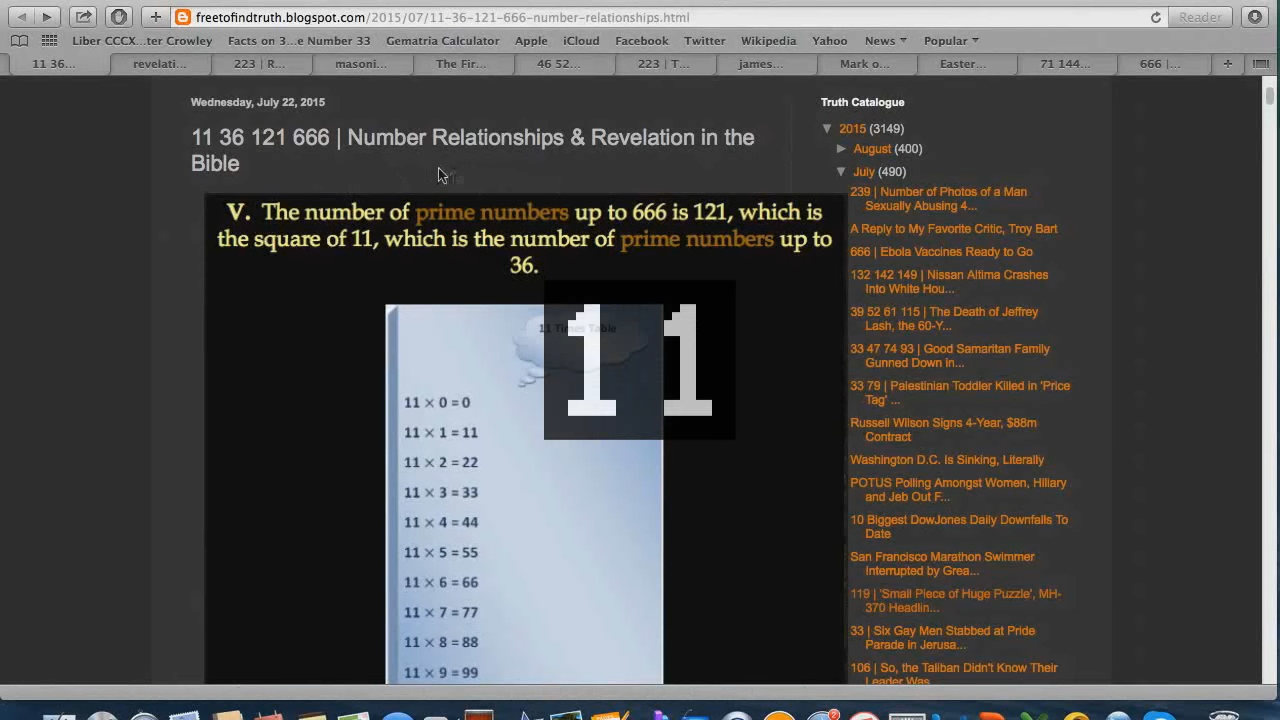 freetofindtruth.blogspot.com/2015/07/11-36-121-666-number-relationships.html
Reader
Liber CCCX...ter Crowley Facts on 3...e Number 33 Gematria Calculator Apple iCloud Facebook Twitter Wikipedia Yahoo News Popular
11 36... revelati... 223 | R... masoni... The Fir... 46 52... 223 | T... james... Mark o... Easter... 71 144... 666 |...
Wednesday, July 22, 2015
11 36 121 666 | Number Relationships & Revelation in the
Bible
V. The number of prime numbers up to 666 is 121, which is
the square of 11, which is the number of prime numbers up to
36.
11 Times Table
11
11 × 0 = 0
11 × 1 = 11
11 × 2 = 22
11 × 3 = 33
11 × 4 = 44
11 × 5 = 55
11 × 6 = 66
11 × 7 = 77
11 × 8 = 88
11 × 9 = 99
Truth Catalogue
▼ 2015 (3149)
► August (400)
▼ July (490)
239 | Number of Photos of a Man
Sexually Abusing 4...
A Reply to My Favorite Critic, Troy Bart
666 | Ebola Vaccines Ready to Go
132 142 149 | Nissan Altima Crashes
Into White Hou...
39 52 61 115 | The Death of Jeffrey
Lash, the 60-Y...
33 47 74 93 | Good Samaritan Family
Gunned Down in...
33 79 | Palestinian Toddler Killed in 'Price
Tag' ...
Russell Wilson Signs 4-Year, $88m
Contract
Washington D.C. Is Sinking, Literally
POTUS Polling Amongst Women, Hillary
and Jeb Out F...
10 Biggest DowJones Daily Downfalls To
Date
San Francisco Marathon Swimmer
Interrupted by Grea...
119 | 'Small Piece of Huge Puzzle', MH-
370 Headlin...
33 | Six Gay Men Stabbed at Pride
Parade in Jerusa...
106 | So, the Taliban Didn't Know Their
Leader Was
2